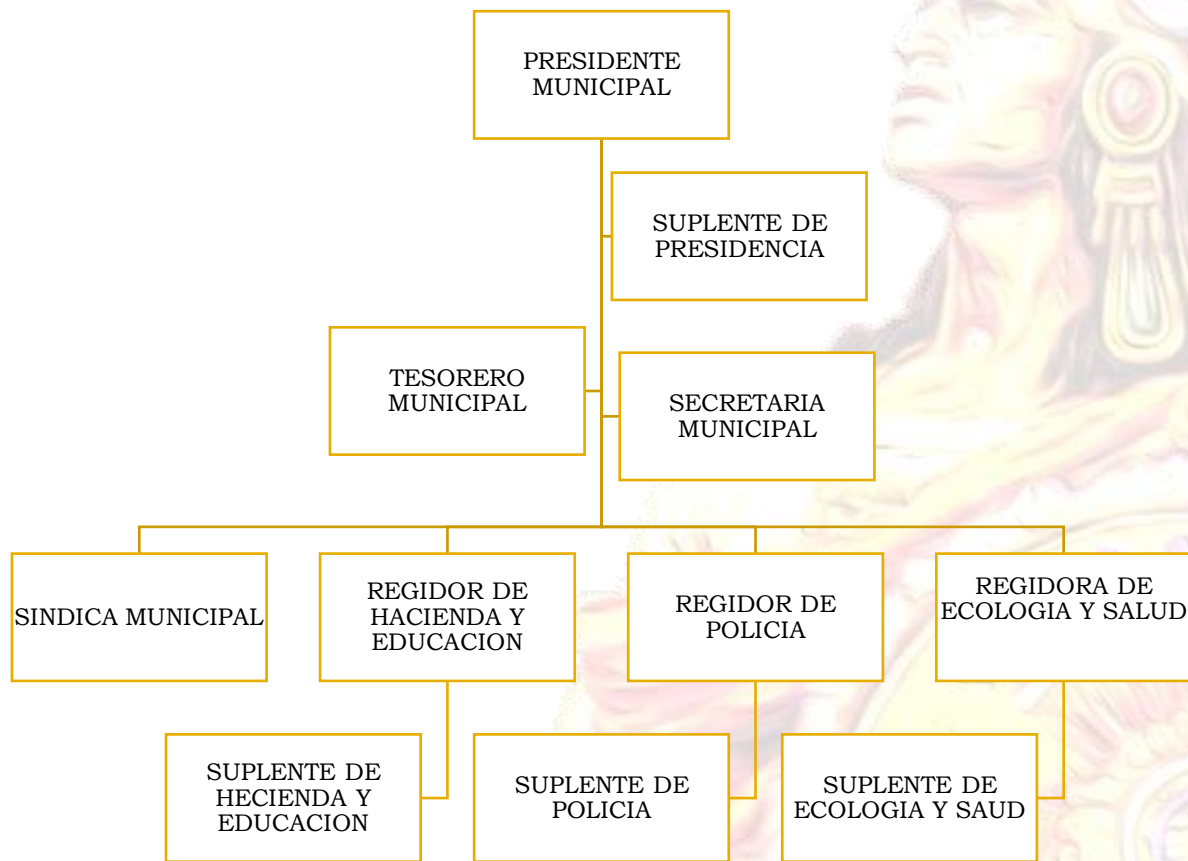 PRESIDENTE
MUNICIPAL
SUPLENTE DE
PRESIDENCIA
TESORERO
MUNICIPAL
SECRETARIA
MUNICIPAL
SINDICA MUNICIPAL
REGIDOR DE
HACIENDA Y
EDUCACION
REGIDOR DE
POLICIA
REGIDORA DE
ECOLOGIA Y SALUD
SUPLENTE DE
HECIENDA Y
EDUCACION
SUPLENTE DE
POLICIA
SUPLENTE DE
ECOLOGIA Y SAUD